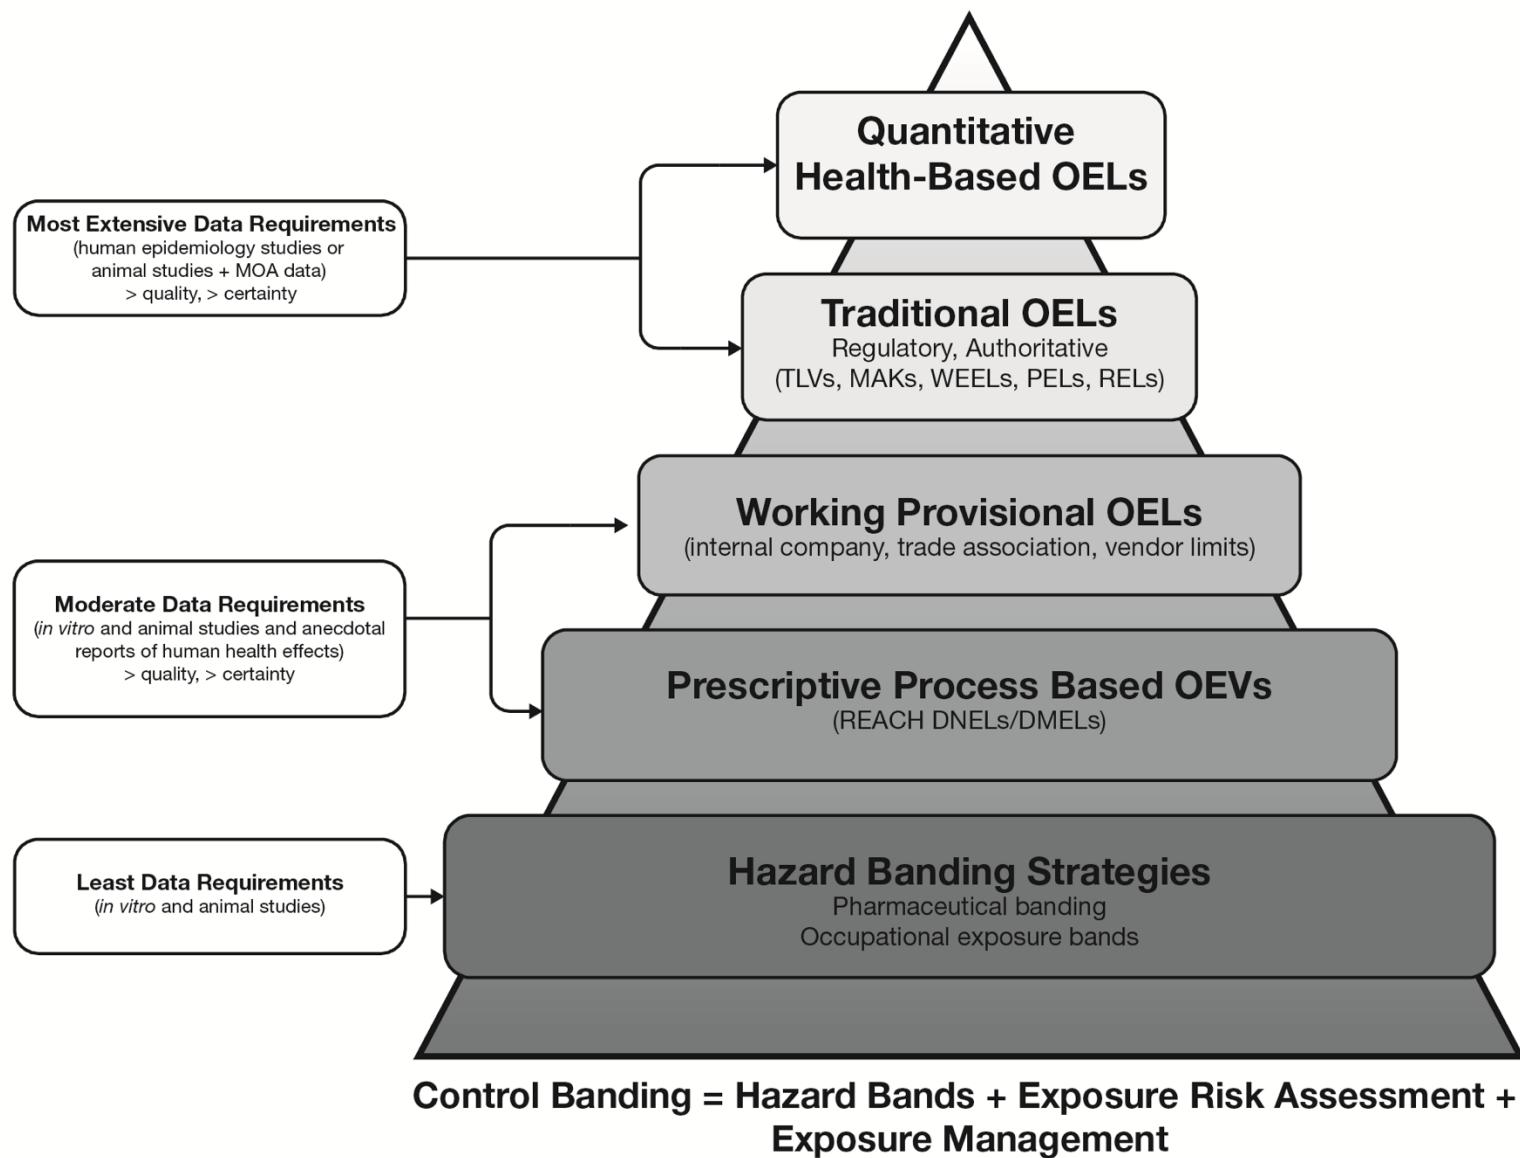 Quantitative
Health-Based OELs
Most Extensive Data Requirements
(human epidemiology studies or
animal studies + MOA data)
> quality, > certainty
Traditional OELs
Regulatory, Authoritative
(TLVs, MAKs, WEELs, PELs, RELs)
Working Provisional OELs
(internal company, trade association, vendor limits)
Moderate Data Requirements
(in vitro and animal studies and anecdotal
reports of human health effects)
> quality, > certainty
Prescriptive Process Based OEVs
(REACH DNELs/DMELs)
Least Data Requirements
(in vitro and animal studies)
Hazard Banding Strategies
Pharmaceutical banding
Occupational exposure bands
Control Banding = Hazard Bands + Exposure Risk Assessment +
Exposure Management